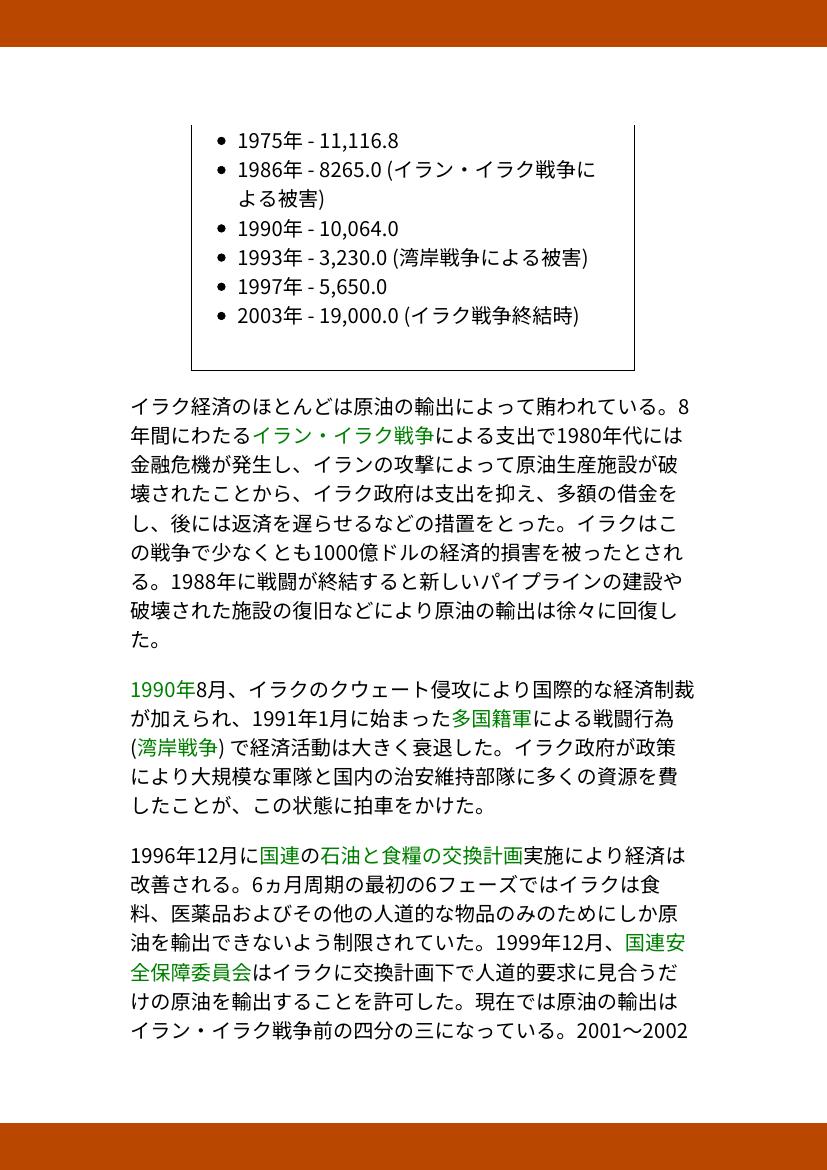 • 1975年 - 11,116.8
• 1986年 - 8265.0 (イラン・イラク戦争に
よる被害)
• 1990年 - 10,064.0
• 1993年 - 3,230.0 (湾岸戦争による被害)
• 1997年 - 5,650.0
• 2003年 - 19,000.0 (イラク戦争終結時)
イラク経済のほとんどは原油の輸出によって賄われている。8
年間にわたるイラン・イラク戦争による支出で1980年代には
金融危機が発生し、イランの攻撃によって原油生産施設が破
壊されたことから、イラク政府は支出を抑え、多額の借金を
し、後には返済を遅らせるなどの措置をとった。イラクはこ
の戦争で少なくとも1000億ドルの経済的損害を被ったとされ
る。1988年に戦闘が終結すると新しいパイプラインの建設や
破壊された施設の復旧などにより原油の輸出は徐々に回復し
た。
1990年8月、イラクのクウェート侵攻により国際的な経済制裁
が加えられ、1991年1月に始まった多国籍軍による戦闘行為
(湾岸戦争) で経済活動は大きく衰退した。イラク政府が政策
により大規模な軍隊と国内の治安維持部隊に多くの資源を費
したことが、この状態に拍車をかけた。
1996年12月に国連の石油と食糧の交換計画実施により経済は
改善される。6ヵ月周期の最初の6フェーズではイラクは食
料、医薬品およびその他の人道的な物品のみのためにしか原
油を輸出できないよう制限されていた。1999年12月、国連安
全保障委員会はイラクに交換計画下で人道的要求に見合うだ
けの原油を輸出することを許可した。現在では原油の輸出は
イラン・イラク戦争前の四分の三になっている。2001～2002